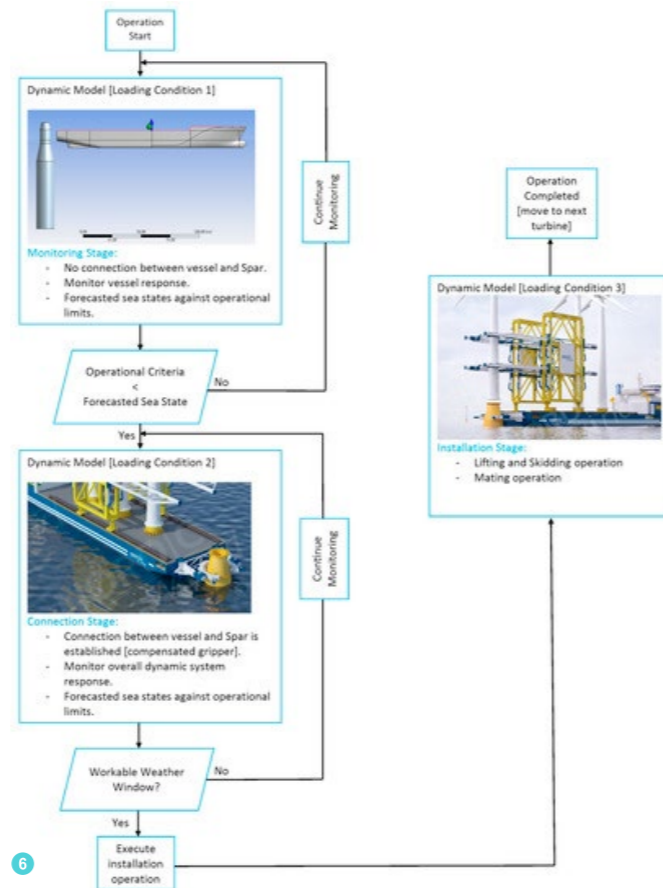 Operation
Start
Dynamic Model [Loading Condition 1]
Monitoring Stage:
- No connection between vessel and Spar.
- Monitor vessel response.
- Forecasted sea states against operational
limits.
Continue
Monitoring
Operational Criteria
<
Forecasted Sea State
No
Yes
Dynamic Model [Loading Condition 2]
Connection Stage:
- Connection between vessel and Spar is
established [compensated gripper].
- Monitor overall dynamic system
response.
- Forecasted sea states against operational
limits.
Continue
Monitoring
Workable Weather
Window?
No
Yes
Execute
installation
operation
Operation
Completed
[move to next
turbine]
Dynamic Model [Loading Condition 3]
Installation Stage:
- Lifting and Skidding operation
- Mating operation
6